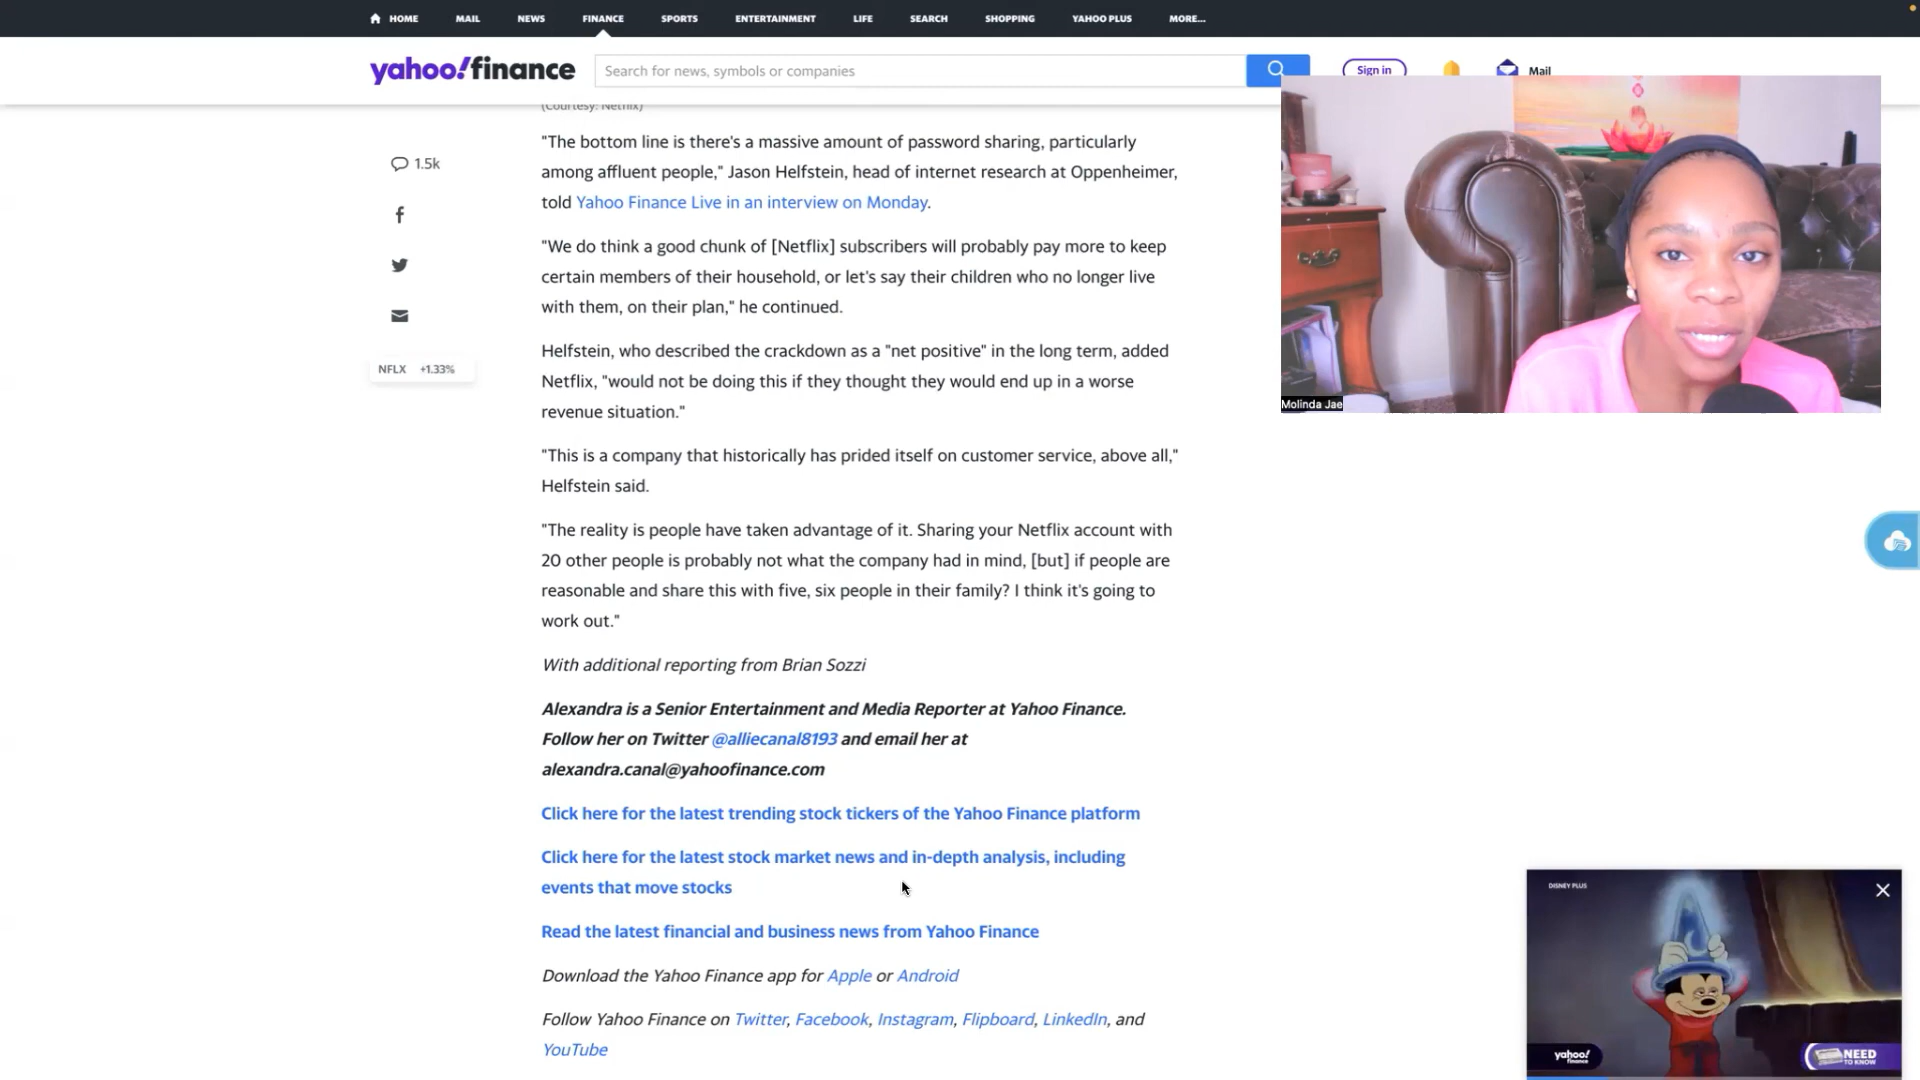 HOME MAIL NEWS FINANCE SPORTS ENTERTAINMENT LIFE SEARCH SHOPPING YAHOO PLUS MORE...
yahoo!finance Search for news, symbols or companies Sign in Mail
(Courtesy: Netflix)
"The bottom line is there's a massive amount of password sharing, particularly
among affluent people," Jason Helfstein, head of internet research at Oppenheimer,
told Yahoo Finance Live in an interview on Monday.
1.5k
"We do think a good chunk of [Netflix] subscribers will probably pay more to keep
certain members of their household, or let's say their children who no longer live
with them, on their plan," he continued.
Helfstein, who described the crackdown as a "net positive" in the long term, added
Netflix, "would not be doing this if they thought they would end up in a worse
revenue situation."
NFLX +1.33%
Molinda Jae
"This is a company that historically has prided itself on customer service, above all,"
Helfstein said.
"The reality is people have taken advantage of it. Sharing your Netflix account with
20 other people is probably not what the company had in mind, [but] if people are
reasonable and share this with five, six people in their family? I think it's going to
work out."
With additional reporting from Brian Sozzi
Alexandra is a Senior Entertainment and Media Reporter at Yahoo Finance.
Follow her on Twitter @alliecanal8193 and email her at
alexandra.canal@yahoofinance.com
Click here for the latest trending stock tickers of the Yahoo Finance platform
Click here for the latest stock market news and in-depth analysis, including
events that move stocks
Read the latest financial and business news from Yahoo Finance
Download the Yahoo Finance app for Apple or Android
Follow Yahoo Finance on Twitter, Facebook, Instagram, Flipboard, LinkedIn, and
YouTube
DISNEY PLUS
yahoo!
finance
NEED
TO KNOW